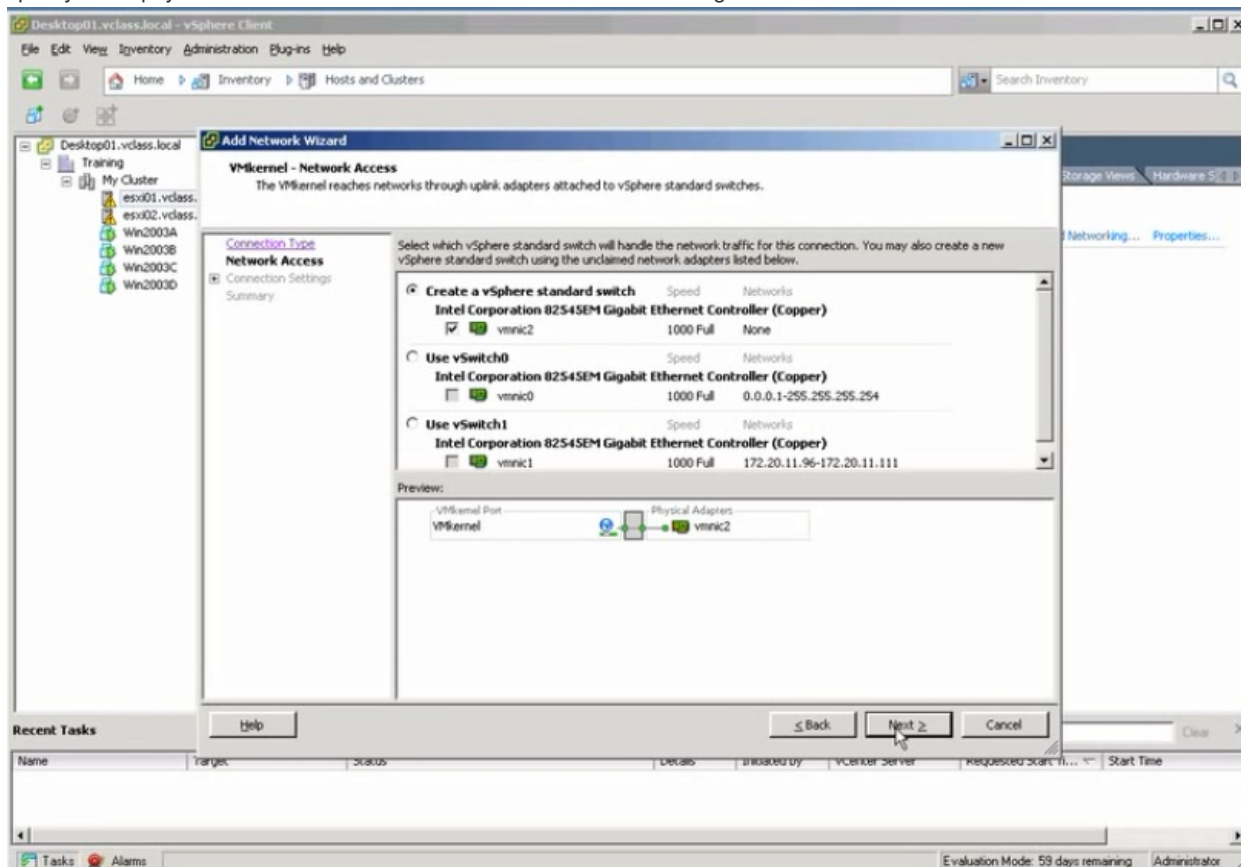 Desktop01.vclass.local - vSphere Client
File Edit View Inventory Administration Plug-ins Help
Home Inventory Hosts and Clusters
Search Inventory
Desktop01.vclass.local
Training
My Cluster
esxi01.vclass.
esxi02.vclass.
Win2003A
Win2003B
Win2003C
Win2003D
Storage Views Hardware S
Networking... Properties...
Add Network Wizard
VMkernel - Network Access
The VMkernel reaches networks through uplink adapters attached to vSphere standard switches.
Connection Type
Network Access
Connection Settings
Summary
Select which vSphere standard switch will handle the network traffic for this connection. You may also create a new
vSphere standard switch using the unclaimed network adapters listed below.
Create a vSphere standard switch Speed Networks
Intel Corporation 82545EM Gigabit Ethernet Controller (Copper)
vmnic2 1000 Full None
Use vSwitch0 Speed Networks
Intel Corporation 82545EM Gigabit Ethernet Controller (Copper)
vmnic0 1000 Full 0.0.0.1-255.255.255.254
Use vSwitch1 Speed Networks
Intel Corporation 82545EM Gigabit Ethernet Controller (Copper)
vmnic1 1000 Full 172.20.11.96-172.20.11.111
Preview:
VMkernel Port Physical Adapters
VMkernel vmnic2
Help < Back Next > Cancel
Recent Tasks
Clear
Name Target Status Details Initiated by vCenter Server Requested Start Ti... Start Time
Tasks Alarms
Evaluation Mode: 59 days remaining Administrator